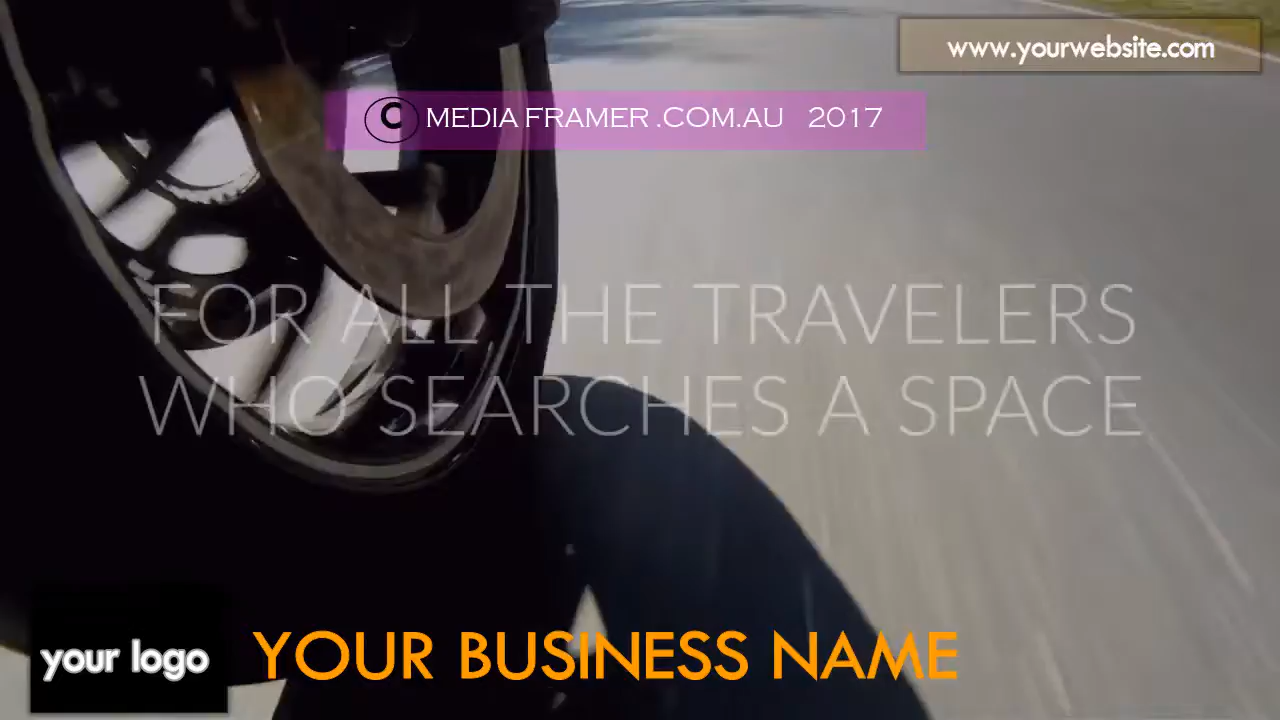 www.yourwebsite.com
C MEDIA FRAMER .COM.AU 2017
FOR ALL THE TRAVELERS
WHO SEARCHES A SPACE
your logo
YOUR BUSINESS NAME